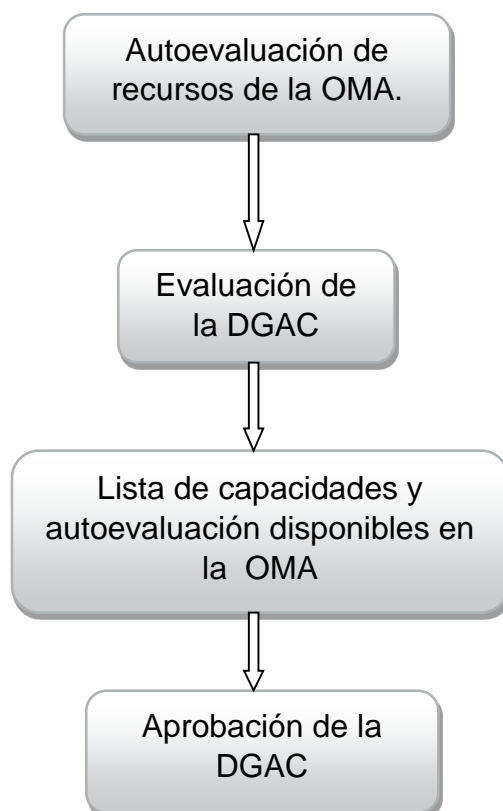 Autoevaluación de
recursos de la OMA.
Evaluación de
la DGAC
Lista de capacidades y
autoevaluación disponibles en
la OMA
Aprobación de la
DGAC